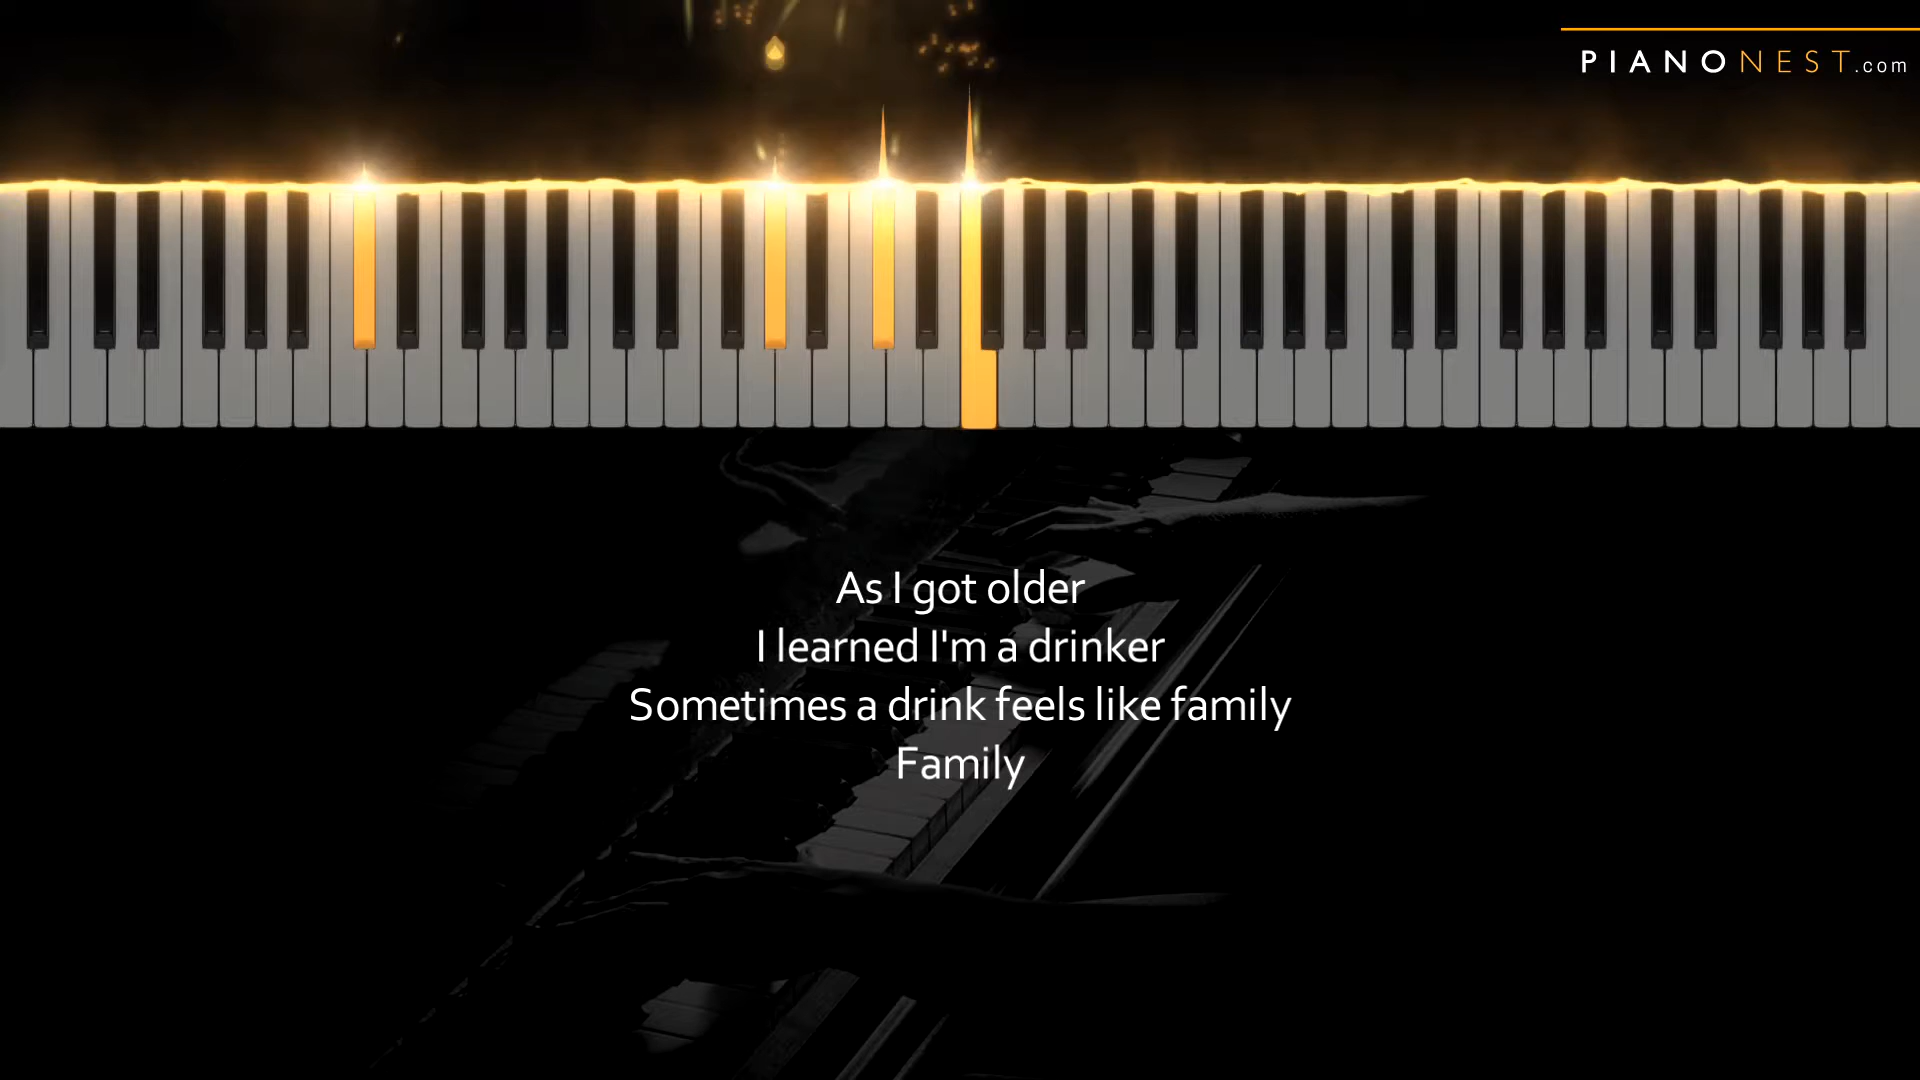 PIANONEST.com
As I got older
I learned I'm a drinker
Sometimes a drink feels like family
Family